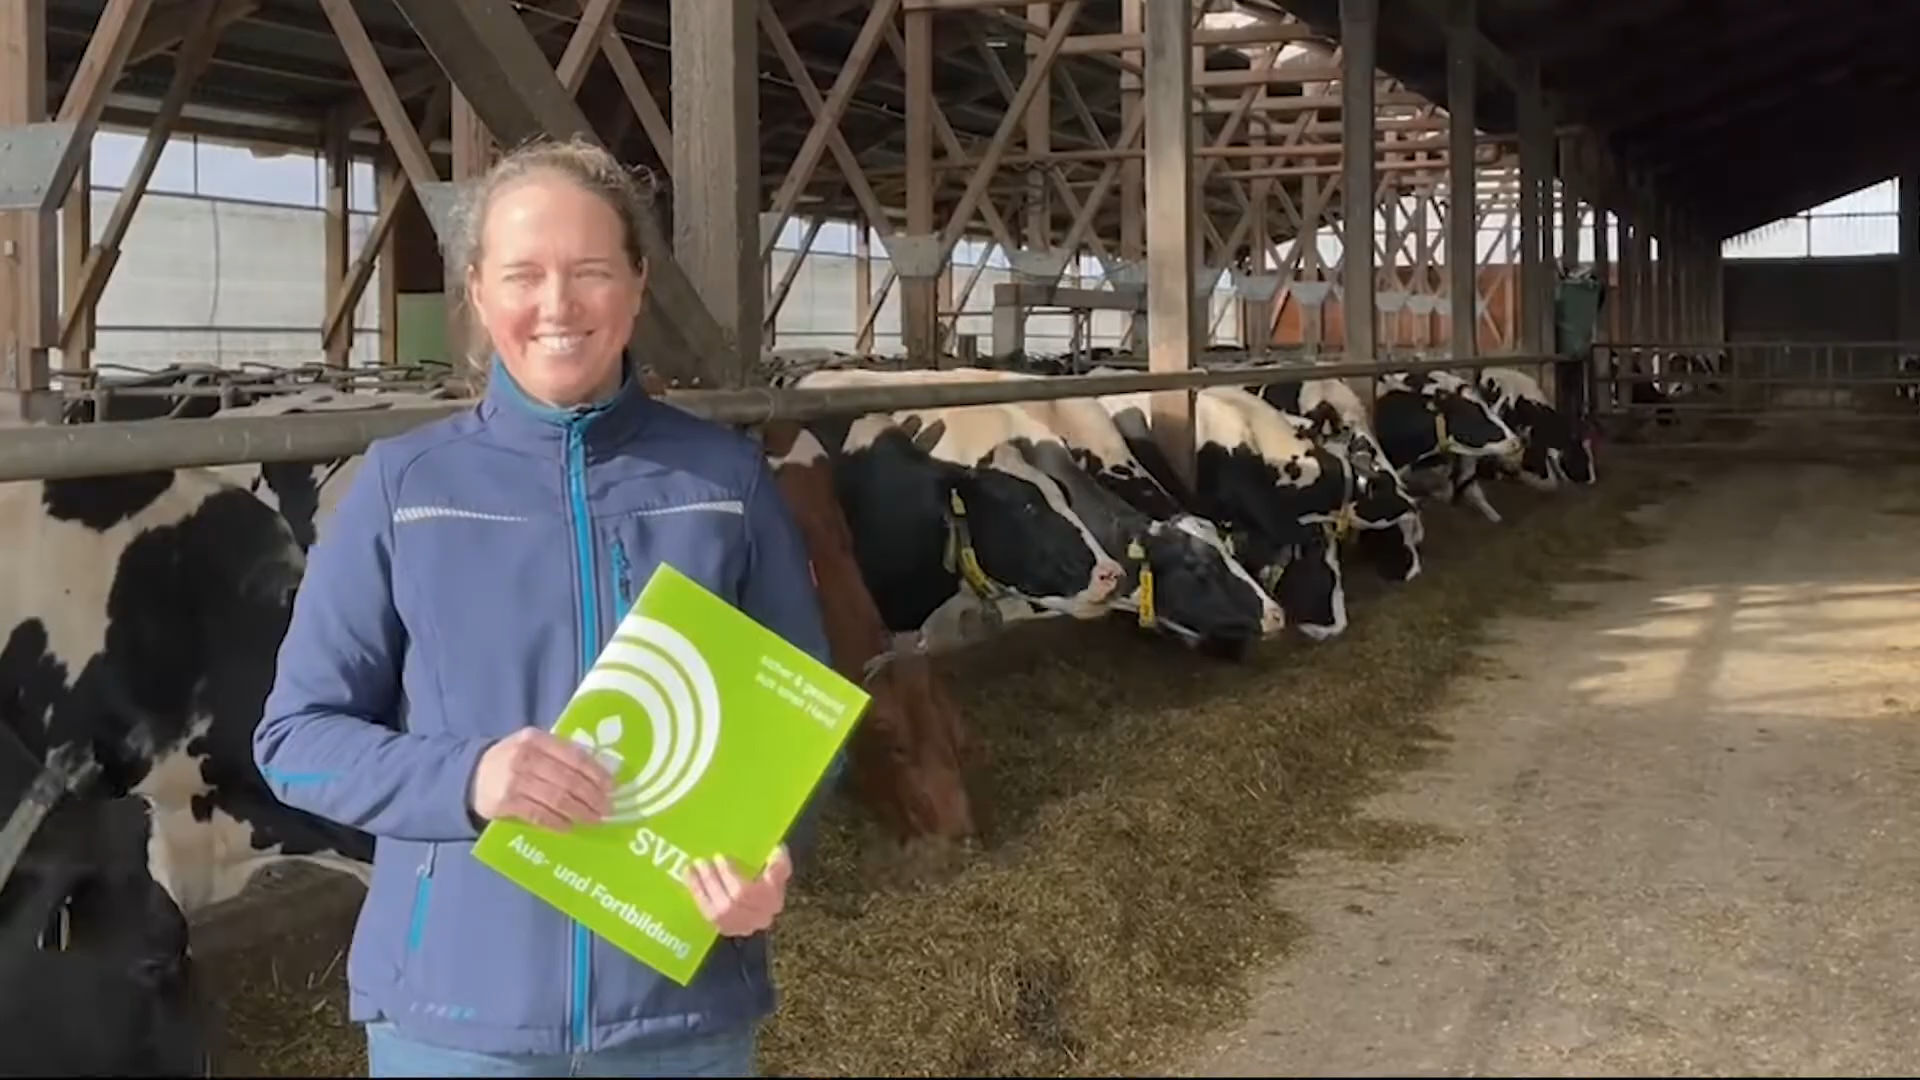 sicher & gesund
aus einer Hand
SVL
Aus- und Fortbildung